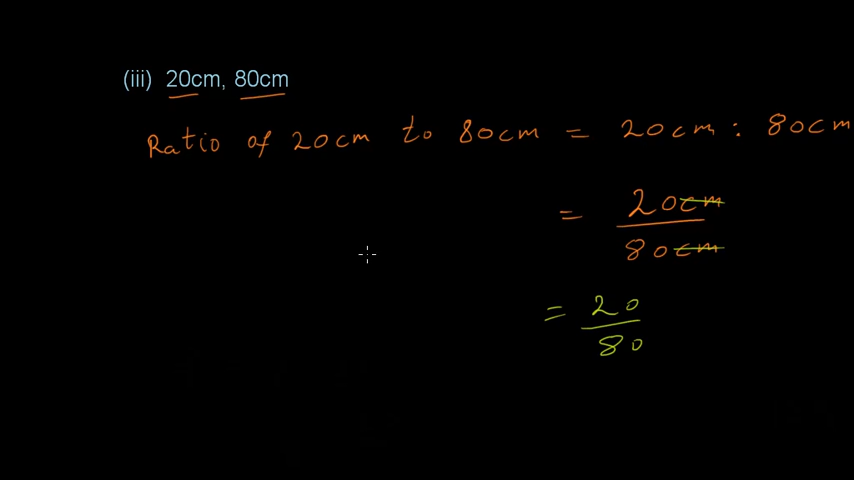 (iii) 20cm, 80cm
Ratio of 20cm to 80cm = 20cm : 80cm
= 20cm
80cm
= 20
80